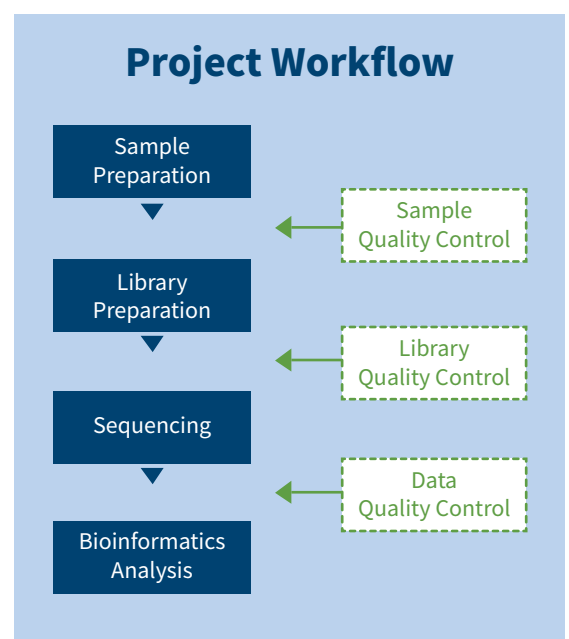 Project Workflow
Sample
Preparation
Sample
Quality Control
Library
Preparation
Library
Quality Control
Sequencing
Data
Quality Control
Bioinformatics
Analysis